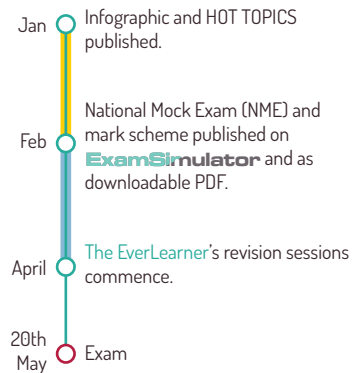 Jan
Infographic and HOT TOPICS
published.
National Mock Exam (NME) and
Feb
mark scheme published on
ExamSimulator and as
downloadable PDF.
The EverLearner's revision sessions
April
commence.
20th
May
Exam